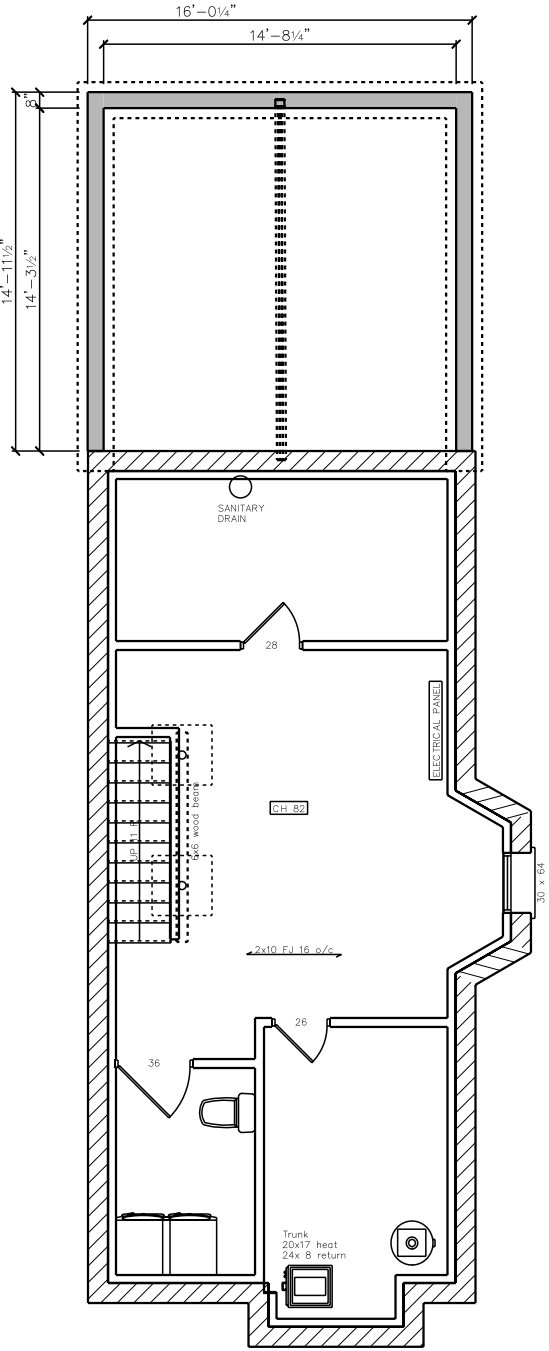 16'-0¼"
14'-8¼"
8"
14'-11½"
14'-3½"
SANITARY
DRAIN
28
ELECTRICAL PANEL
6x6 wood beam
CH 82
UP 11 R
30 x 64
2x10 FJ 16 o/c
26
36
Trunk
20x17 heat
24x 8 return